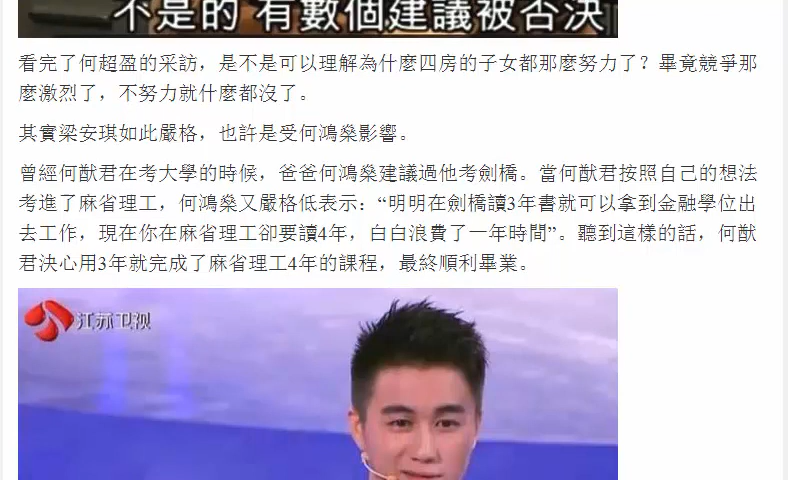 不是的 有數個建議被否決
看完了何超盈的采訪，是不是可以理解為什麼四房的子女都那麼努力了？畢竟競爭那
麼激烈了，不努力就什麼都沒了。
其實梁安琪如此嚴格，也許是受何鴻燊影響。
曾經何猷君在考大學的時候，爸爸何鴻燊建議過他考劍橋。當何猷君按照自己的想法
考進了麻省理工，何鴻燊又嚴格低表示：“明明在劍橋讀3年書就可以拿到金融學位出
去工作，現在你在麻省理工卻要讀4年，白白浪費了一年時間”。聽到這樣的話，何猷
君決心用3年就完成了麻省理工4年的課程，最終順利畢業。
江苏卫视